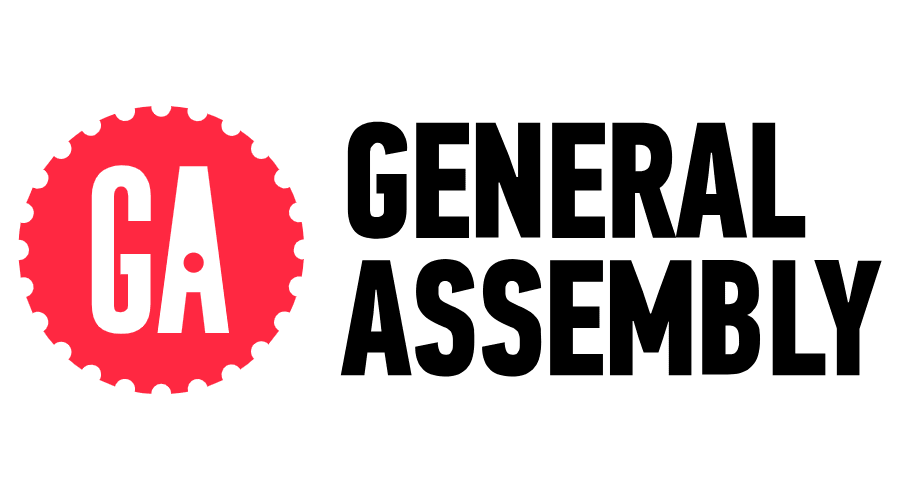 GA
GENERAL
ASSEMBLY